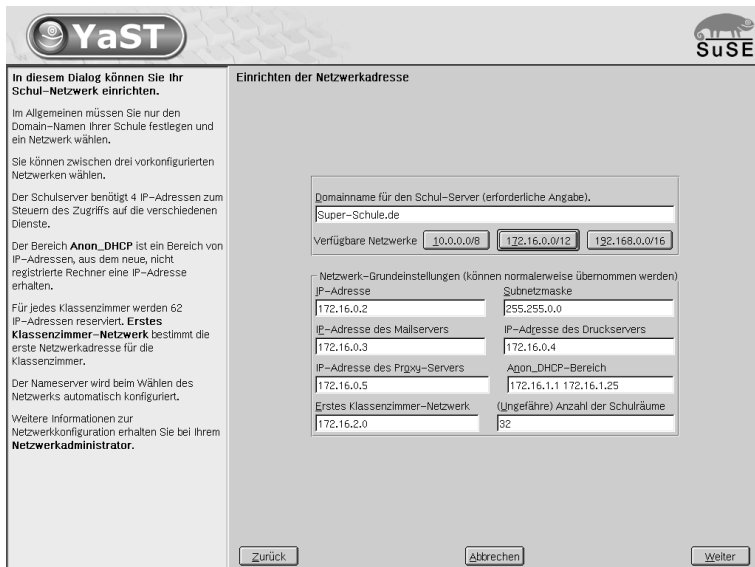 YaST
SuSE
In diesem Dialog können Sie Ihr
Schul-Netzwerk einrichten.
Im Allgemeinen müssen Sie nur den
Domain-Namen Ihrer Schule festlegen und
ein Netzwerk wählen.
Sie können zwischen drei vorkonfigurierten
Netzwerken wählen.
Der Schulserver benötigt 4 IP-Adressen zum
Steuern des Zugriffs auf die verschiedenen
Dienste.
Der Bereich Anon_DHCP ist ein Bereich von
IP-Adressen, aus dem neue, nicht
registrierte Rechner eine IP-Adresse
erhalten.
Für jedes Klassenzimmer werden 62
IP-Adressen reserviert. Erstes
Klassenzimmer-Netzwerk bestimmt die
erste Netzwerkadresse für die
Klassenzimmer.
Der Nameserver wird beim Wählen des
Netzwerks automatisch konfiguriert.
Weitere Informationen zur
Netzwerkkonfiguration erhalten Sie bei Ihrem
Netzwerkadministrator.
Einrichten der Netzwerkadresse
Domainname für den Schul-Server (erforderliche Angabe).
Super-Schule.de
Verfügbare Netzwerke 10.0.0.0/8 172.16.0.0/12 192.168.0.0/16
Netzwerk-Grundeinstellungen (können normalerweise übernommen werden)
IP-Adresse Subnetzmaske
172.16.0.2 255.255.0.0
IP-Adresse des Mailservers IP-Adresse des Druckservers
172.16.0.3 172.16.0.4
IP-Adresse des Proxy-Servers Anon_DHCP-Bereich
172.16.0.5 172.16.1.1 172.16.1.25
Erstes Klassenzimmer-Netzwerk (Ungefähre) Anzahl der Schulräume
172.16.2.0 32
Zurück Abbrechen Weiter